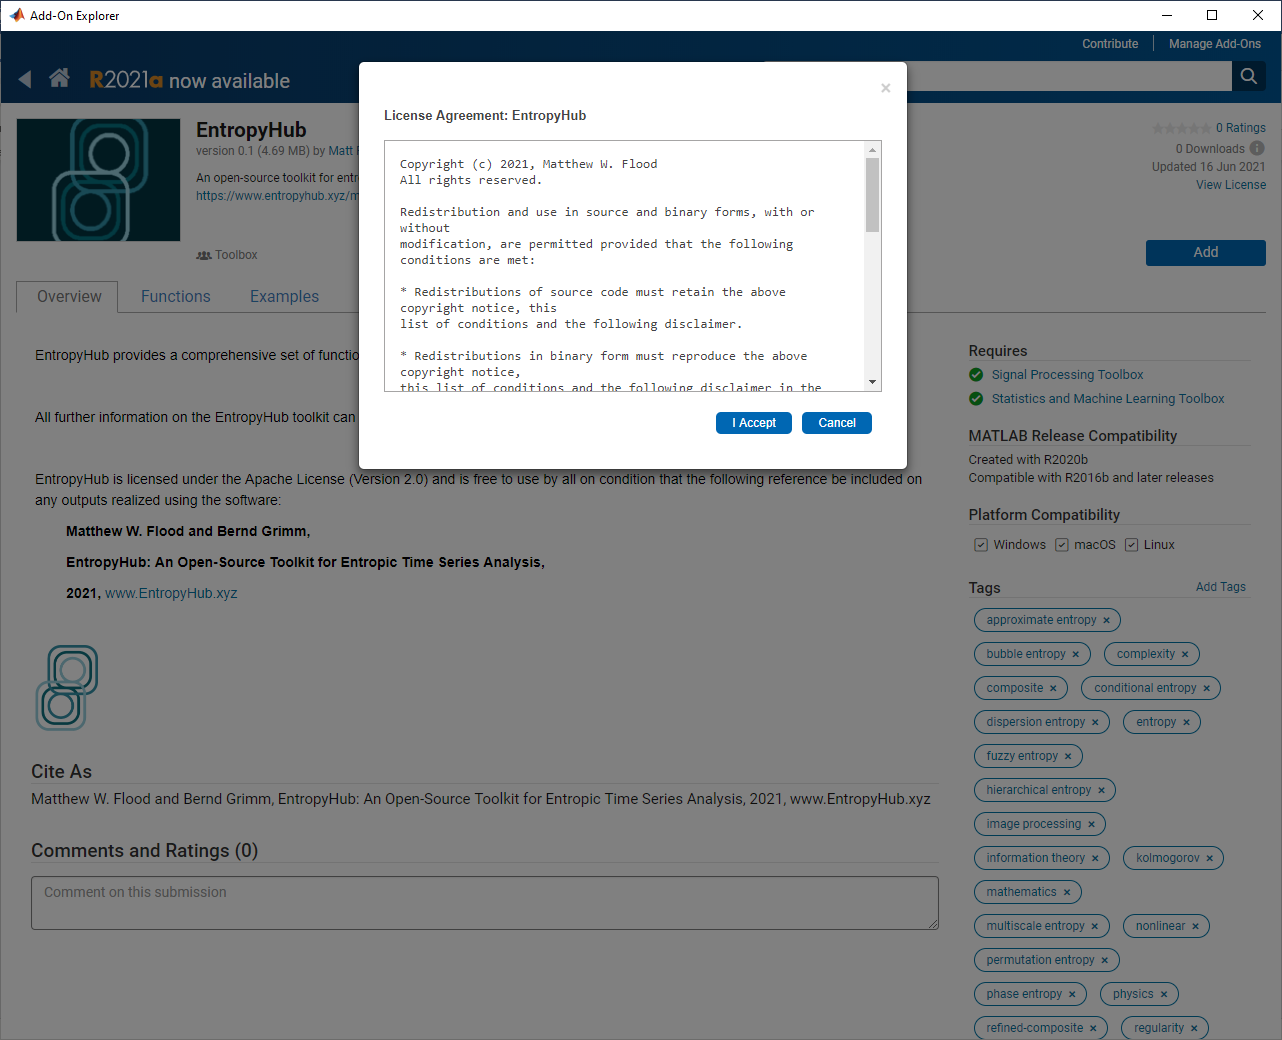 Add-On Explorer
Contribute
Manage Add-Ons
R2021a now available
License Agreement: EntropyHub
Copyright (c) 2021, Matthew W. Flood
All rights reserved.
Redistribution and use in source and binary forms, with or
without
modification, are permitted provided that the following
conditions are met:
* Redistributions of source code must retain the above
copyright notice, this
list of conditions and the following disclaimer.
* Redistributions in binary form must reproduce the above
copyright notice,
this list of conditions and the following disclaimer in the
I Accept
Cancel
EntropyHub
version 0.1 (4.69 MB) by Matt
An open-source toolkit for entr
https://www.entropyhub.xyz/m
Toolbox
0 Ratings
0 Downloads
Updated 16 Jun 2021
View License
Add
Overview
Functions
Examples
EntropyHub provides a comprehensive set of functio
All further information on the EntropyHub toolkit can
EntropyHub is licensed under the Apache License (Version 2.0) and is free to use by all on condition that the following reference be included on
any outputs realized using the software:
Matthew W. Flood and Bernd Grimm,
EntropyHub: An Open-Source Toolkit for Entropic Time Series Analysis,
2021, www.EntropyHub.xyz
Cite As
Matthew W. Flood and Bernd Grimm, EntropyHub: An Open-Source Toolkit for Entropic Time Series Analysis, 2021, www.EntropyHub.xyz
Comments and Ratings (0)
Comment on this submission
Requires
Signal Processing Toolbox
Statistics and Machine Learning Toolbox
MATLAB Release Compatibility
Created with R2020b
Compatible with R2016b and later releases
Platform Compatibility
Windows macOS Linux
Tags
Add Tags
approximate entropy ×
bubble entropy × complexity ×
composite × conditional entropy ×
dispersion entropy × entropy ×
fuzzy entropy ×
hierarchical entropy ×
image processing ×
information theory × kolmogorov ×
mathematics ×
multiscale entropy × nonlinear ×
permutation entropy ×
phase entropy × physics ×
refined-composite × regularity ×